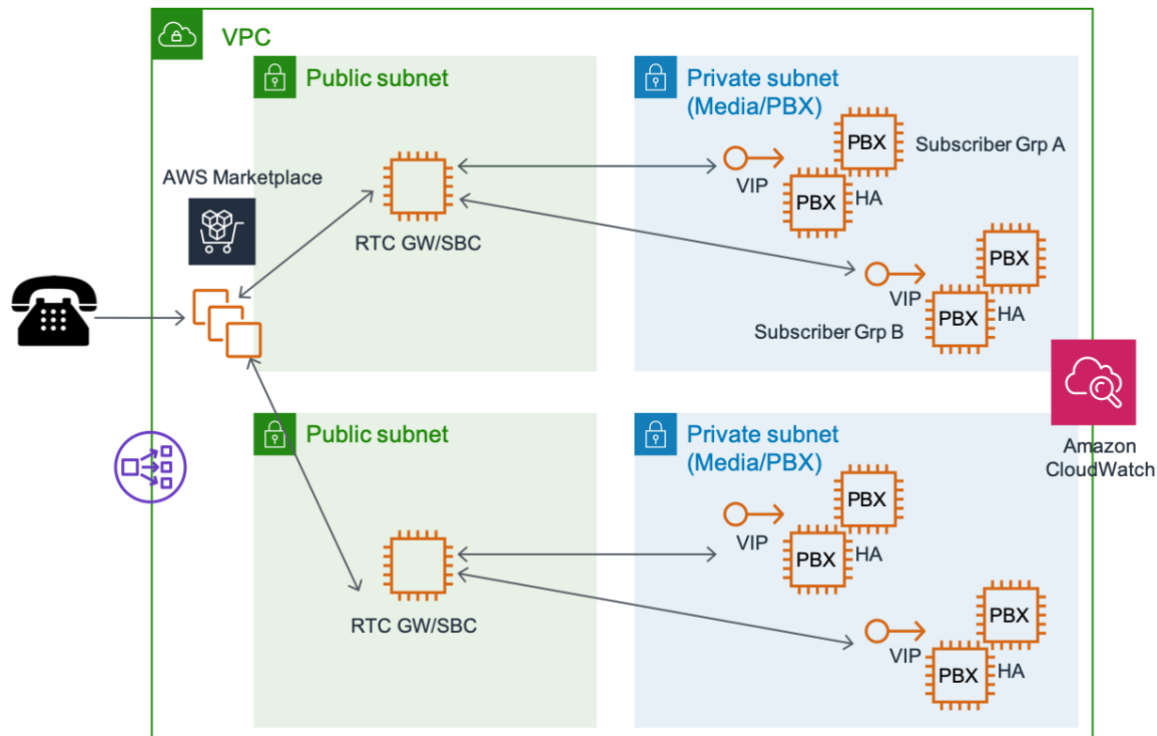 VPC
Public subnet
Private subnet
(Media/PBX)
AWS Marketplace
RTC GW/SBC
VIP
PBX
PBX
HA
Subscriber Grp A
VIP
PBX
PBX
HA
Subscriber Grp B
Public subnet
Private subnet
(Media/PBX)
Amazon
CloudWatch
RTC GW/SBC
VIP
PBX
PBX
HA
VIP
PBX
PBX
HA